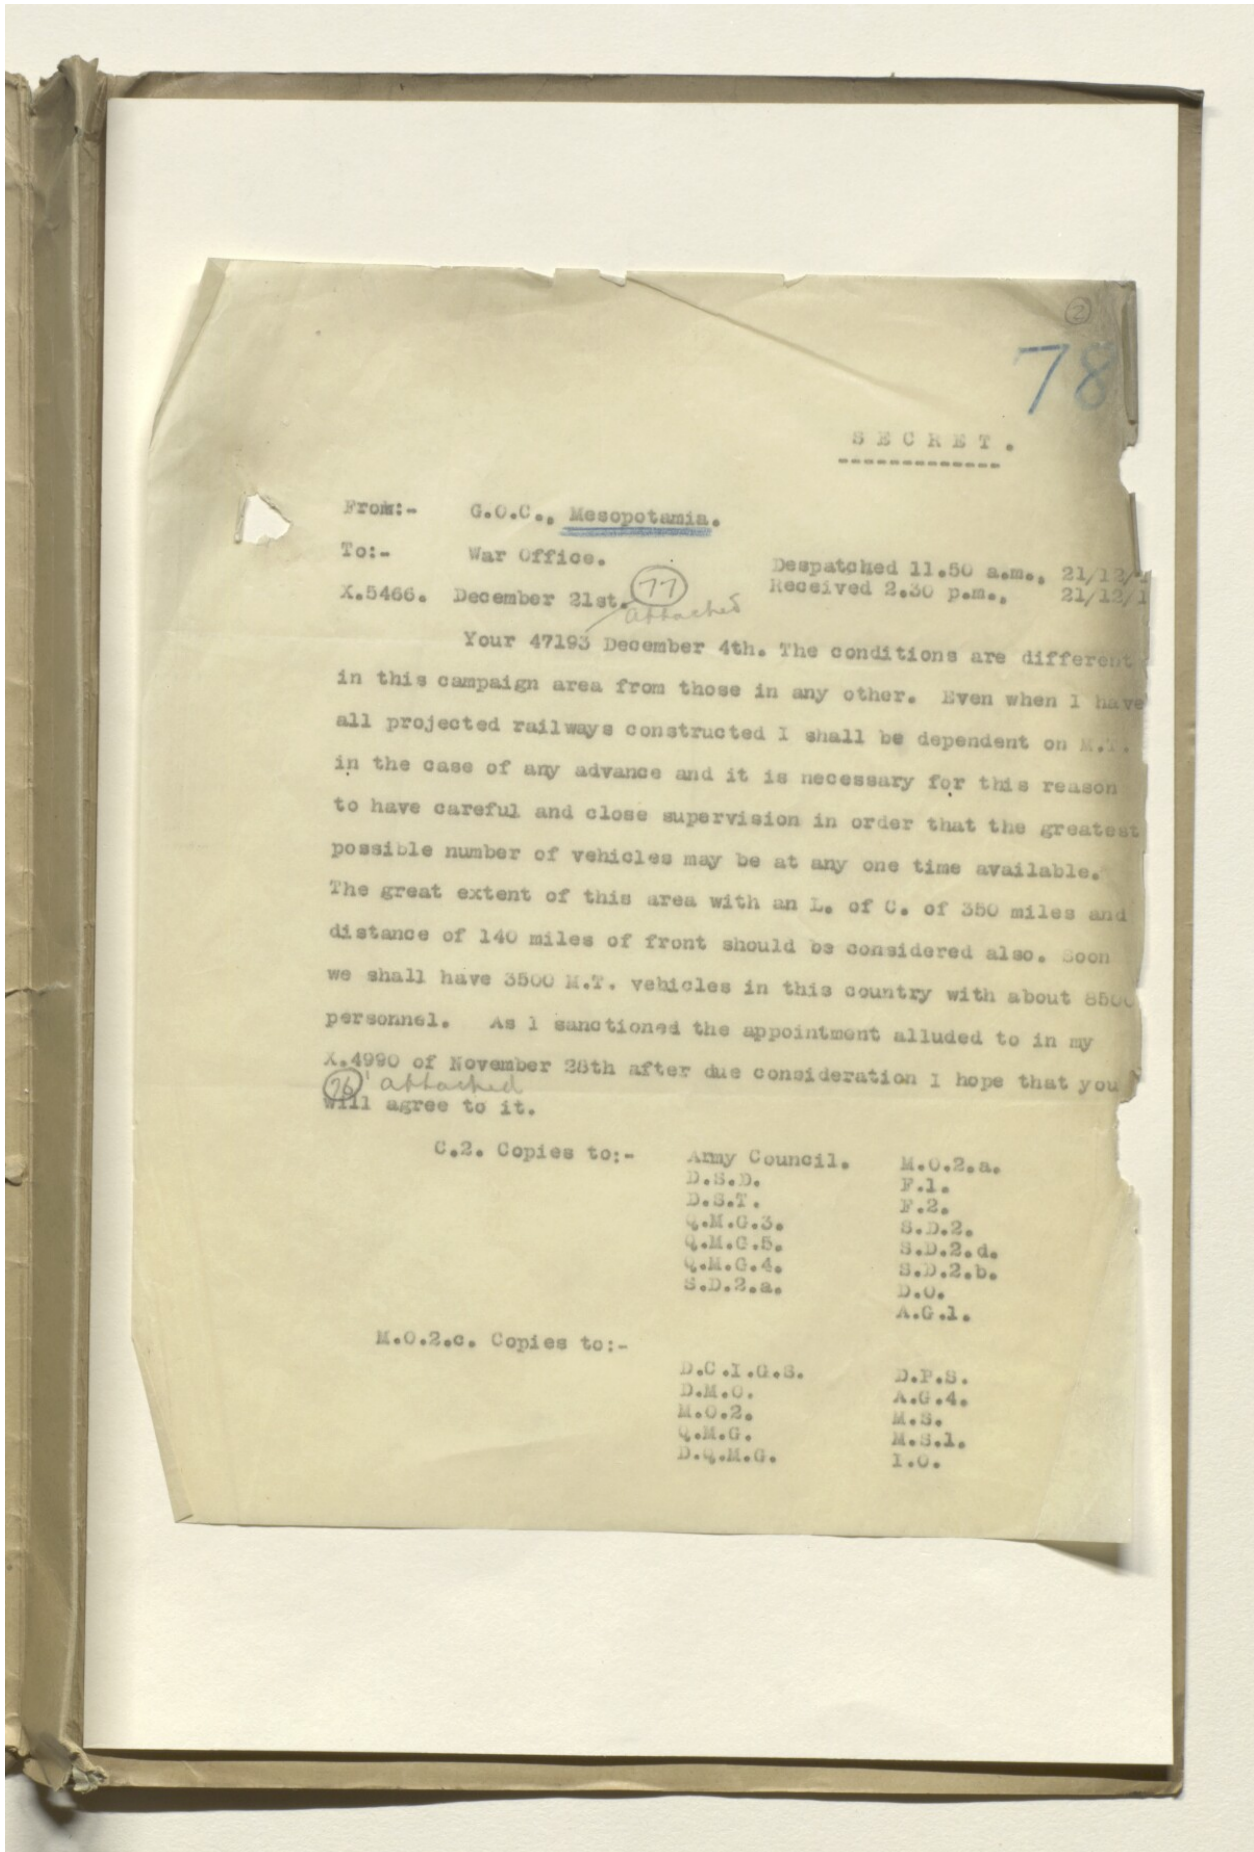 2
78
S E C R E T .
From:- G.O.C., Mesopotamia.
To:- War Office.
Despatched 11.50 a.m., 21/12/1
X.5466. December 21st. 77 Received 2.30 p.m., 21/12/1
attached
Your 47193 December 4th. The conditions are different
in this campaign area from those in any other. Even when I have
all projected railways constructed I shall be dependent on M.T.
in the case of any advance and it is necessary for this reason
to have careful and close supervision in order that the greatest
possible number of vehicles may be at any one time available.
The great extent of this area with an L. of C. of 350 miles and
distance of 140 miles of front should be considered also. Soon
we shall have 3500 M.T. vehicles in this country with about 8500
personnel. As I sanctioned the appointment alluded to in my
X.4990 of November 28th after due consideration I hope that you
76 attached
will agree to it.
C.2. Copies to:- Army Council. M.O.2.a.
D.S.D. F.1.
D.S.T. F.2.
Q.M.G.3. S.D.2.
Q.M.G.5. S.D.2.d.
Q.M.G.4. S.D.2.b.
S.D.2.a. D.O.
A.G.1.
M.O.2.c. Copies to:-
D.C.I.G.S. D.P.S.
D.M.O. A.G.4.
M.O.2. M.S.
Q.M.G. M.S.1.
D.Q.M.G. I.O.